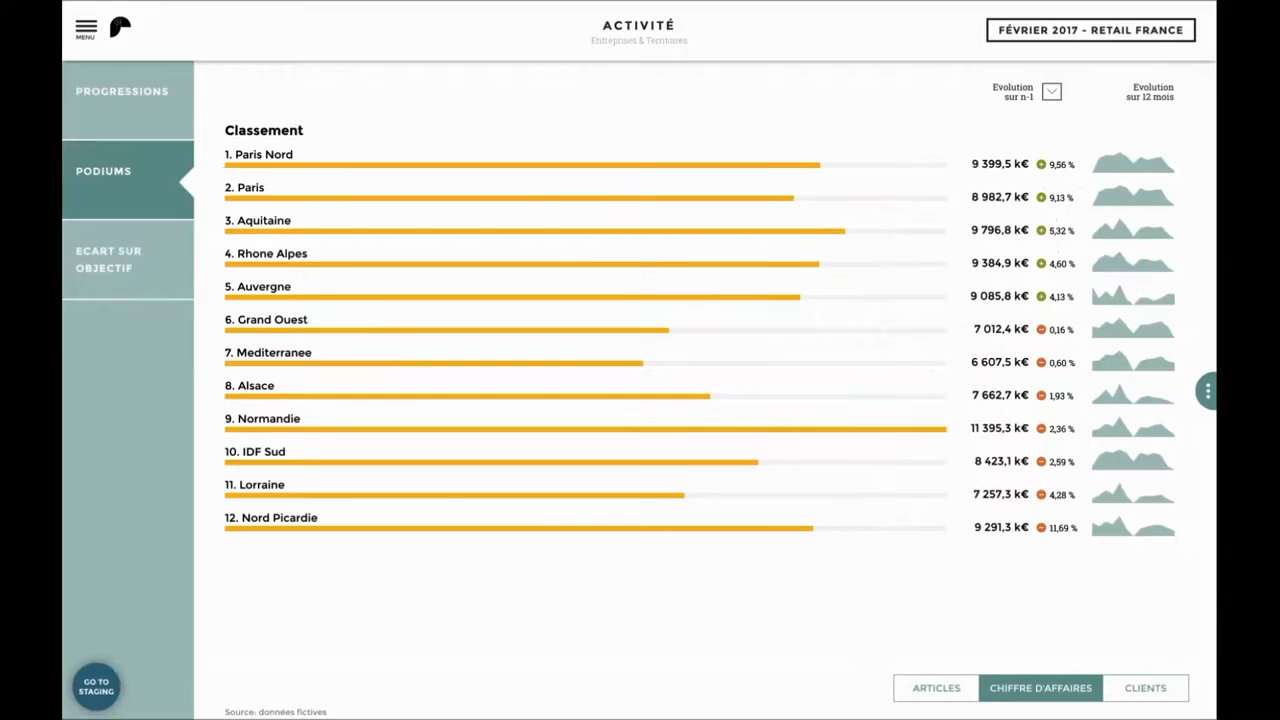 MENU
ACTIVITÉ
Entreprises & Territoires
FÉVRIER 2017 - RETAIL FRANCE
PROGRESSIONS
PODIUMS
ECART SUR
OBJECTIF
Evolution
sur n-1
Evolution
sur 12 mois
Classement
1. Paris Nord
9 399,5 k€ + 9,56 %
2. Paris
8 982,7 k€ + 9,13 %
3. Aquitaine
9 796,8 k€ + 5,32 %
4. Rhone Alpes
9 384,9 k€ + 4,60 %
5. Auvergne
9 085,8 k€ + 4,13 %
6. Grand Ouest
7 012,4 k€ - 0,16 %
7. Mediterranee
6 607,5 k€ - 0,60 %
8. Alsace
7 662,7 k€ - 1,93 %
9. Normandie
11 395,3 k€ - 2,36 %
10. IDF Sud
8 423,1 k€ - 2,59 %
11. Lorraine
7 257,3 k€ - 4,28 %
12. Nord Picardie
9 291,3 k€ - 11,69 %
GO TO
STAGING
ARTICLES
CHIFFRE D'AFFAIRES
CLIENTS
Source: données fictives